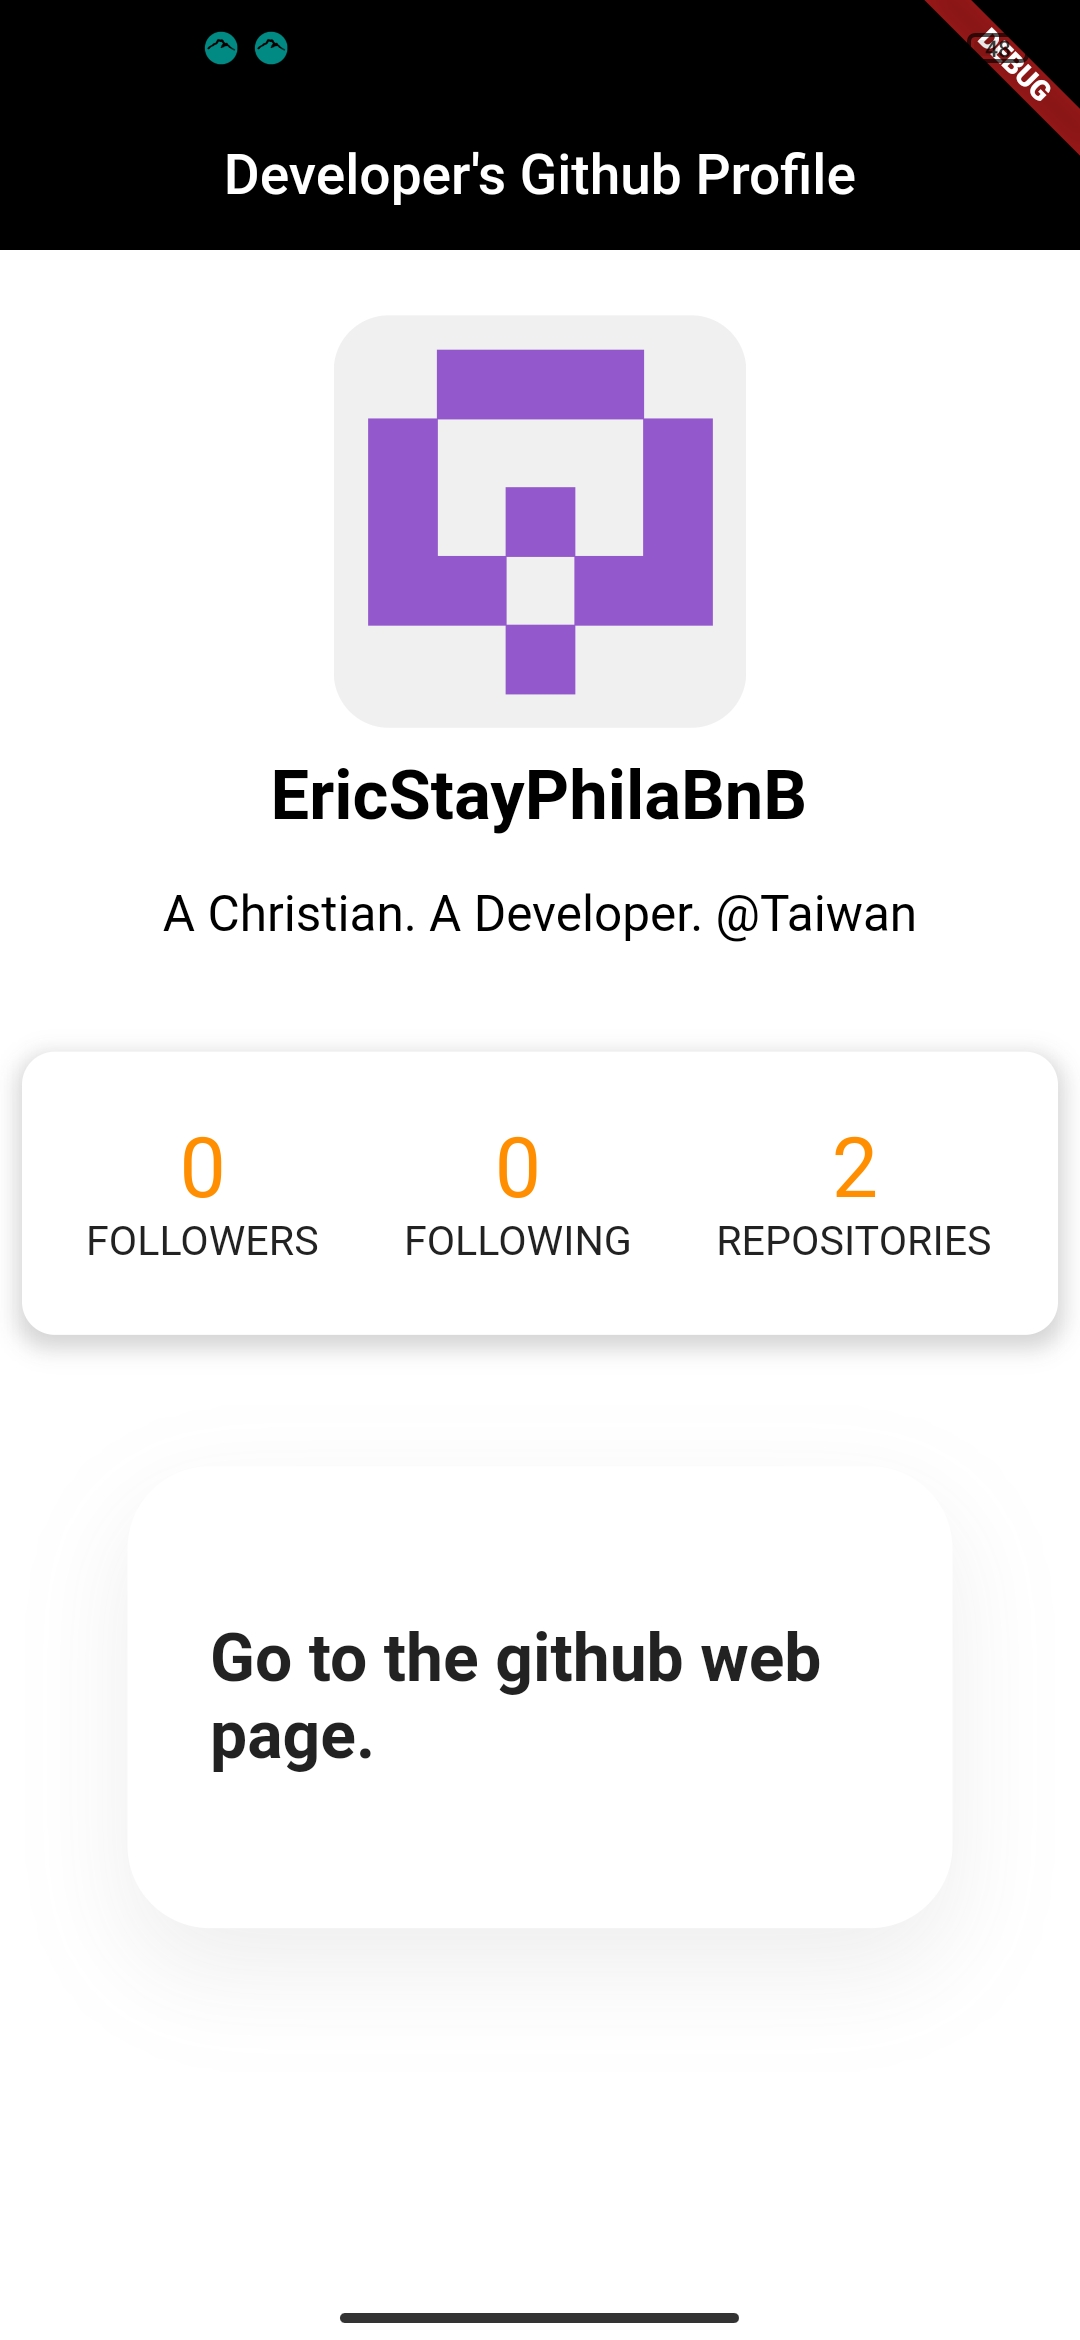 DEBUG
Developer's Github Profile
EricStayPhilaBnB
A Christian. A Developer. @Taiwan
0 0 2
FOLLOWERS FOLLOWING REPOSITORIES
Go to the github web
page.